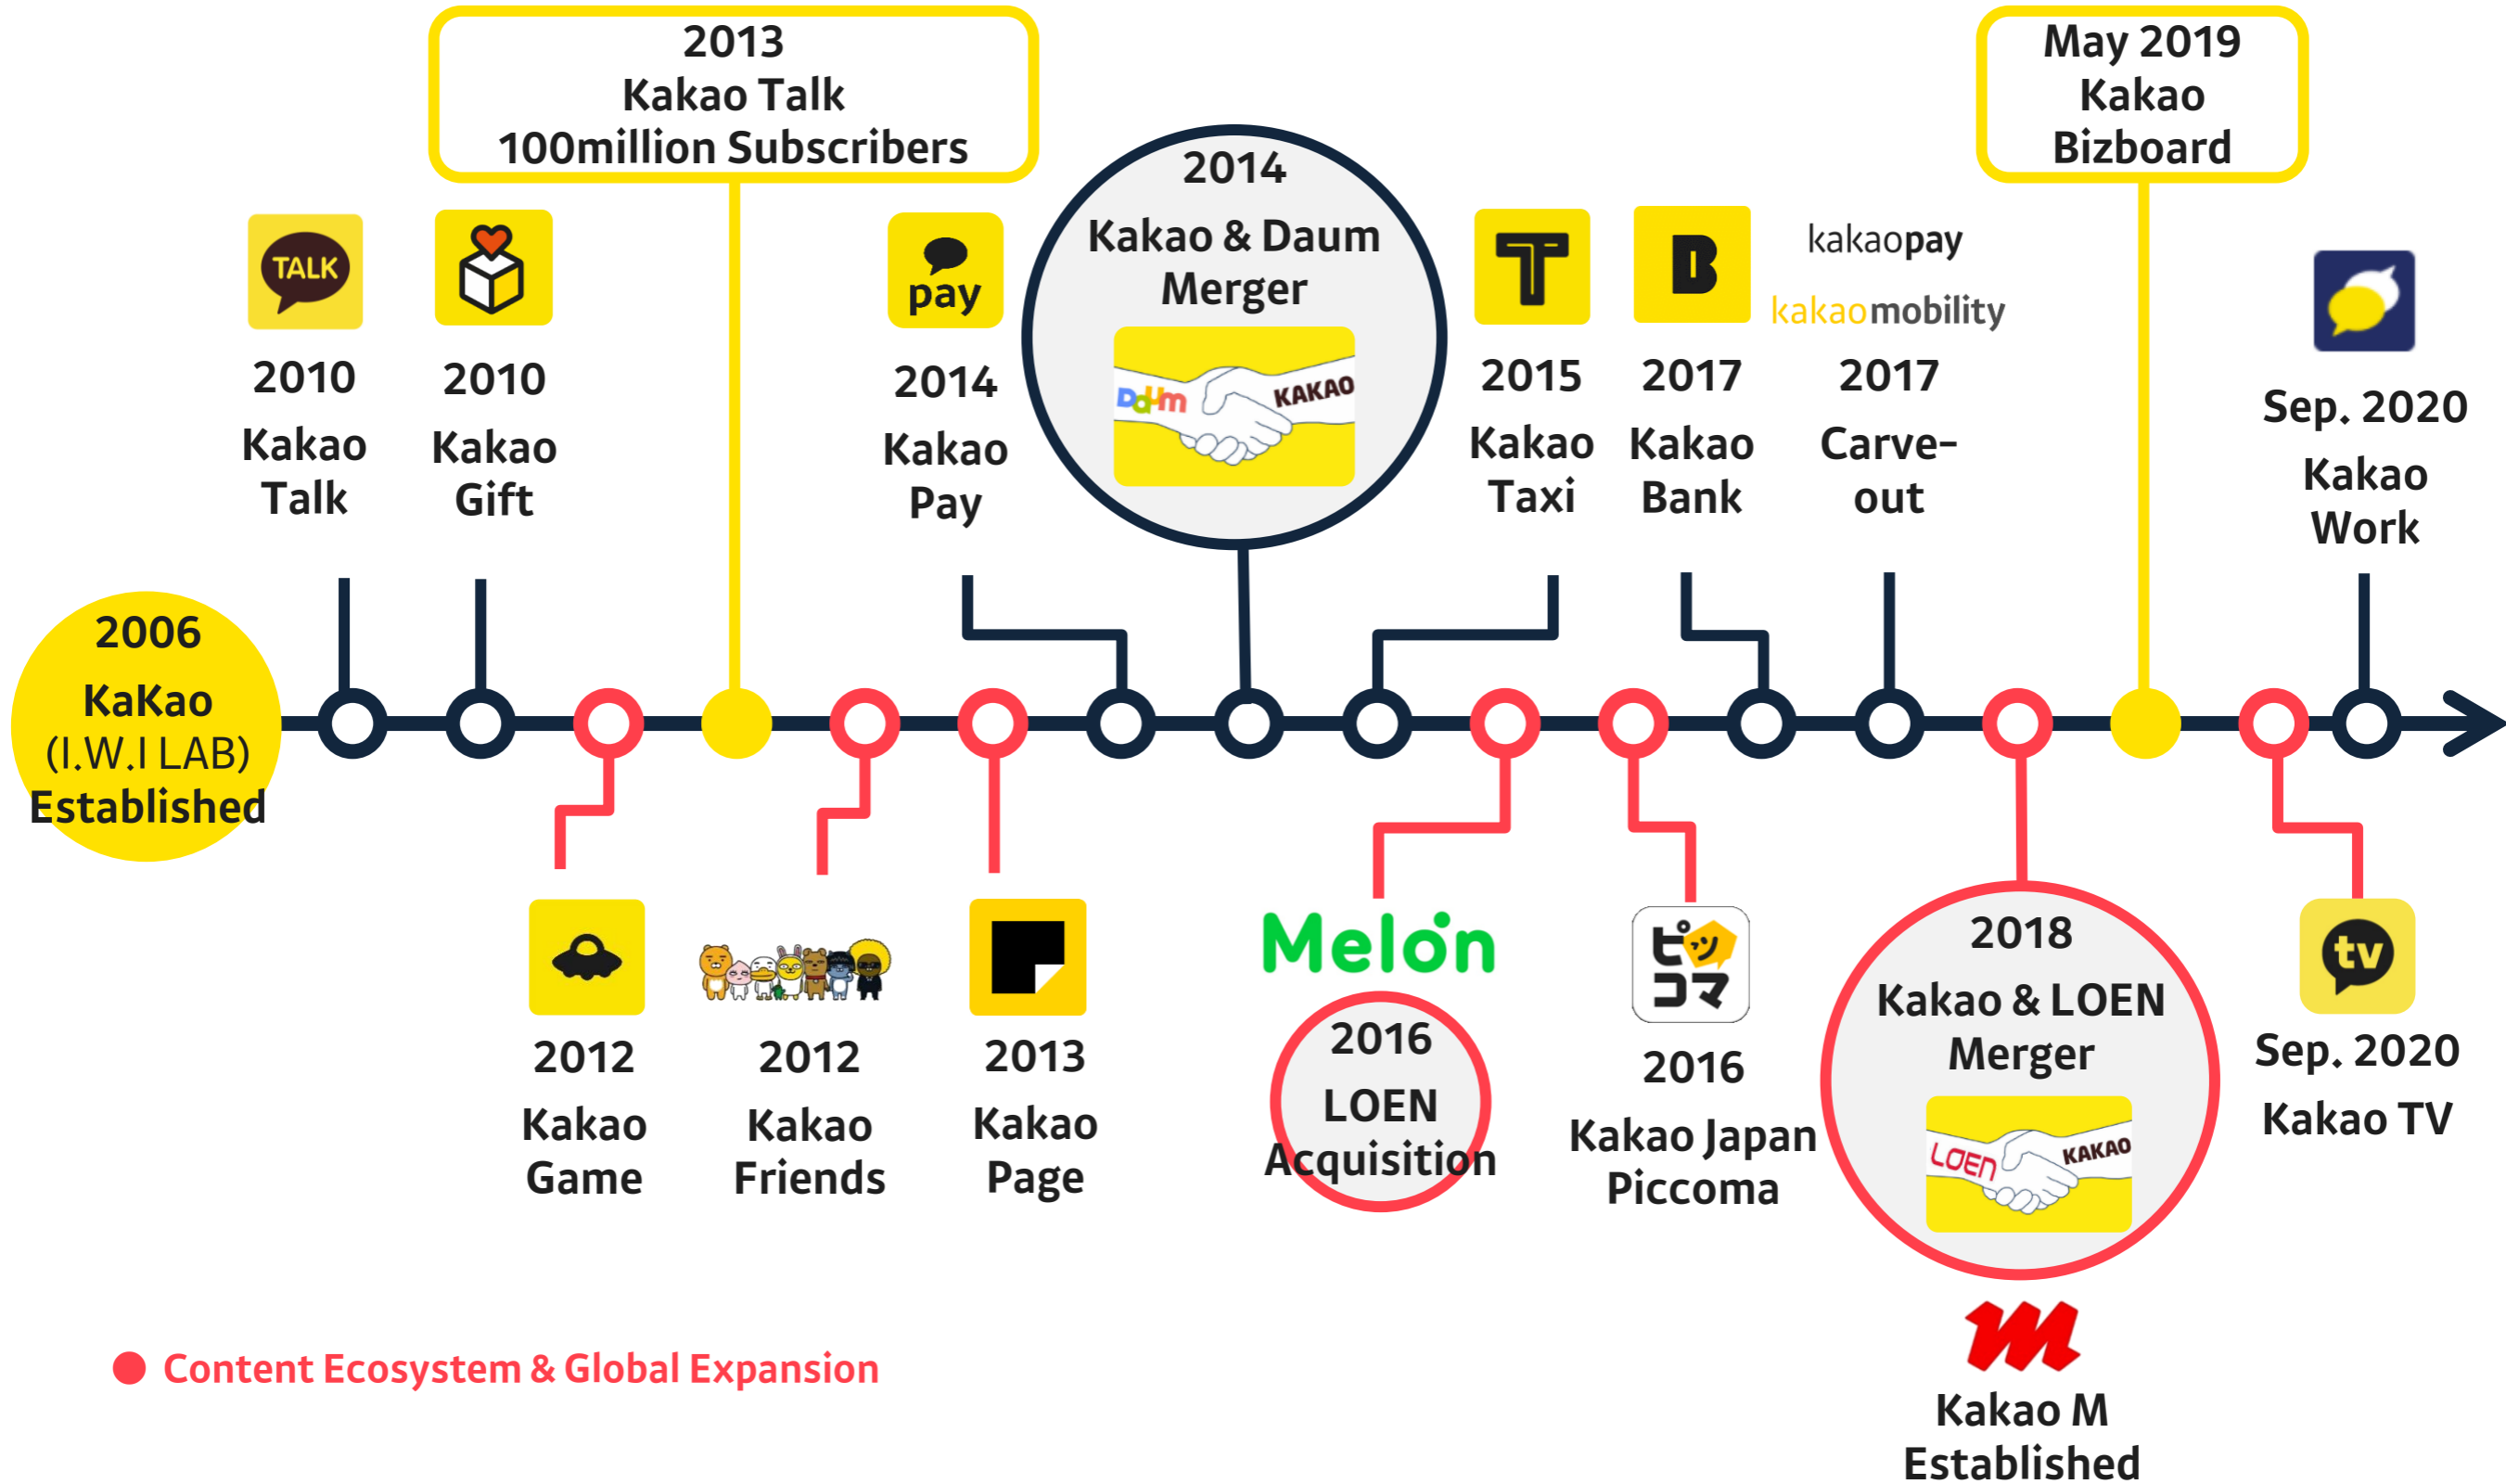 2013
Kakao Talk
100million Subscribers
May 2019
Kakao
Bizboard
TALK
2010
Kakao
Talk
2010
Kakao
Gift
pay
2014
Kakao
Pay
2014
Kakao & Daum
Merger
Daum
KAKAO
T
2015
Kakao
Taxi
B
2017
Kakao
Bank
kakaopay
kakaomobility
2017
Carve-
out
Sep. 2020
Kakao
Work
2006
KaKao
(I.W.I LAB)
Established
2012
Kakao
Game
2012
Kakao
Friends
2013
Kakao
Page
Melon
2016
LOEN
Acquisition
ピッ
コマ
2016
Kakao Japan
Piccoma
2018
Kakao & LOEN
Merger
LOEN
KAKAO
M
Kakao M
Established
tv
Sep. 2020
Kakao TV
Content Ecosystem & Global Expansion